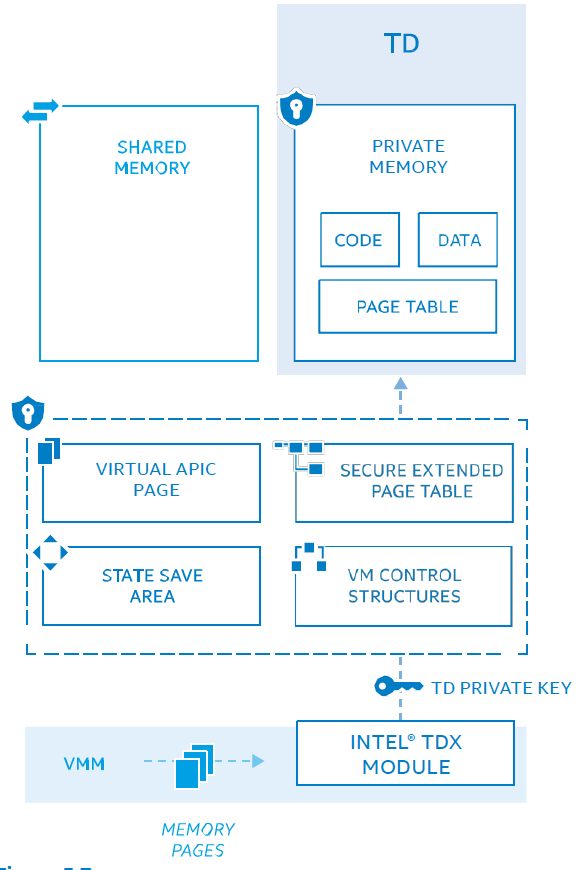 TD
SHARED
MEMORY
PRIVATE
MEMORY
CODE
DATA
PAGE TABLE
VIRTUAL APIC
PAGE
SECURE EXTENDED
PAGE TABLE
STATE SAVE
AREA
VM CONTROL
STRUCTURES
TD PRIVATE KEY
VMM
INTEL® TDX
MODULE
MEMORY
PAGES